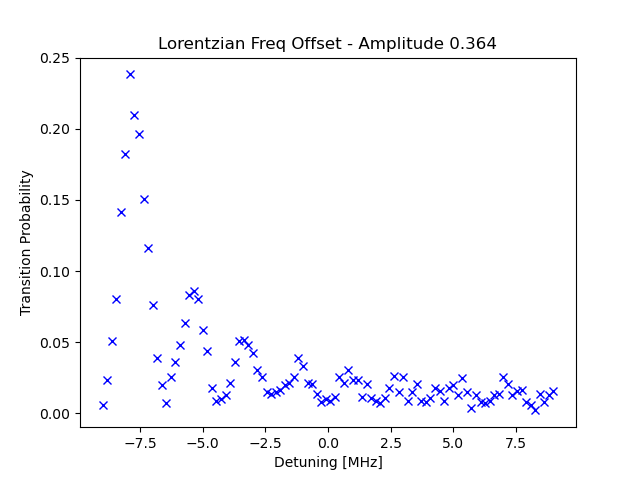 Lorentzian Freq Offset - Amplitude 0.364
Transition Probability
0.25
0.20
0.15
0.10
0.05
0.00
−7.5 −5.0 −2.5 0.0 2.5 5.0 7.5
Detuning [MHz]